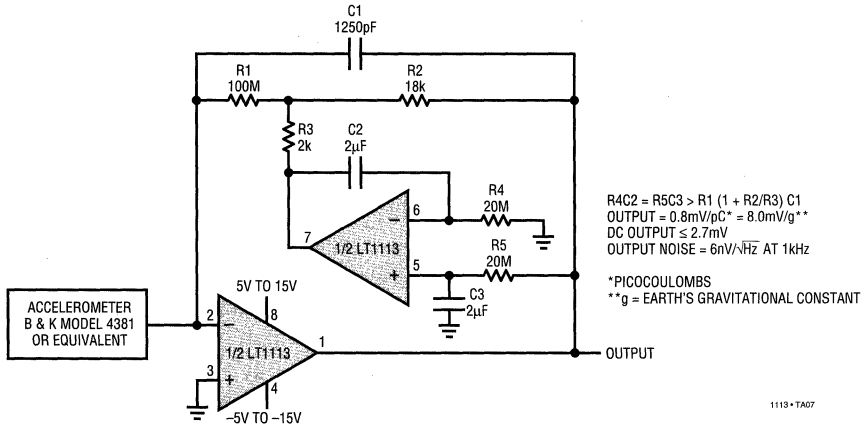 C1
1250pF
R1
100M
R2
18k
R3
2k
C2
2µF
R4
20M
6
–
7
1/2 LT1113
R5
20M
5
+
C3
2µF
R4C2 = R5C3 > R1 (1 + R2/R3) C1
OUTPUT = 0.8mV/pC* = 8.0mV/g**
DC OUTPUT ≤ 2.7mV
OUTPUT NOISE = 6nV/√Hz AT 1kHz
*PICOCOULOMBS
**g = EARTH'S GRAVITATIONAL CONSTANT
ACCELEROMETER
B & K MODEL 4381
OR EQUIVALENT
5V TO 15V
2
–
8
1/2 LT1113
1
OUTPUT
3
+
4
–5V TO –15V
1113 • TA07